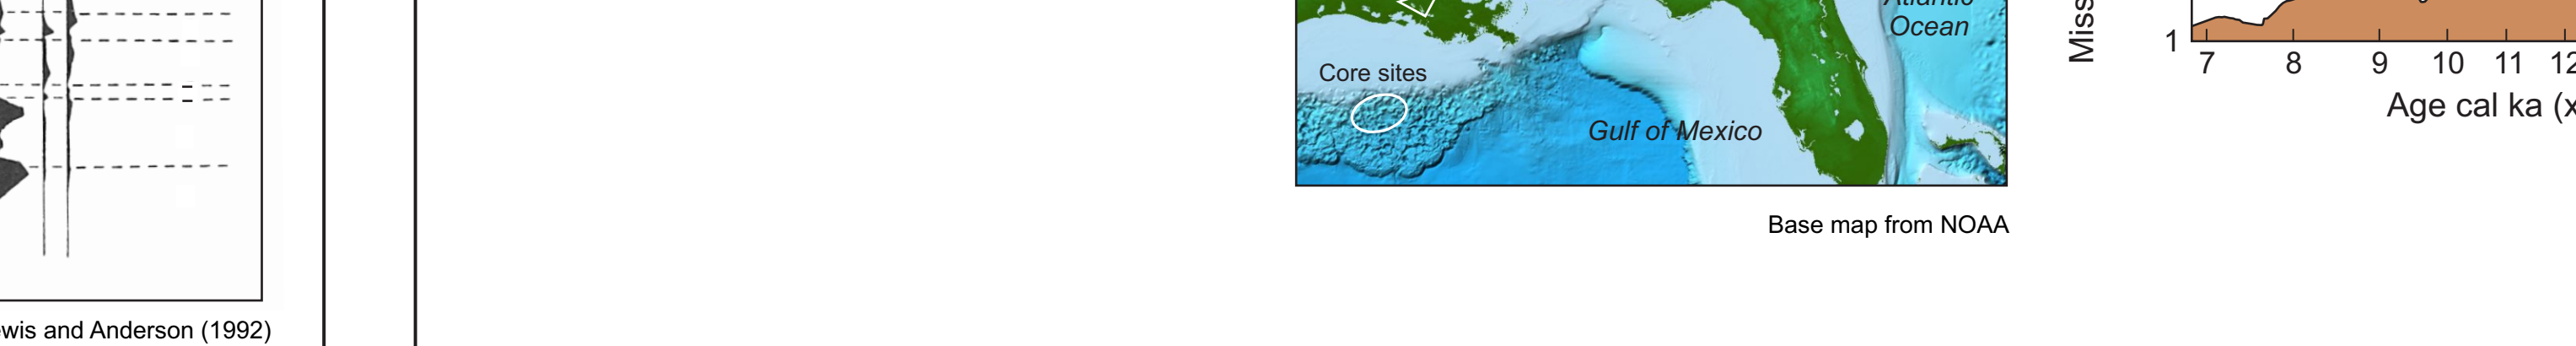 Ocean
Core sites
Gulf of Mexico
Base map from NOAA
and Anderson (1992)
1
7 8 9 10 11
Age cal ka